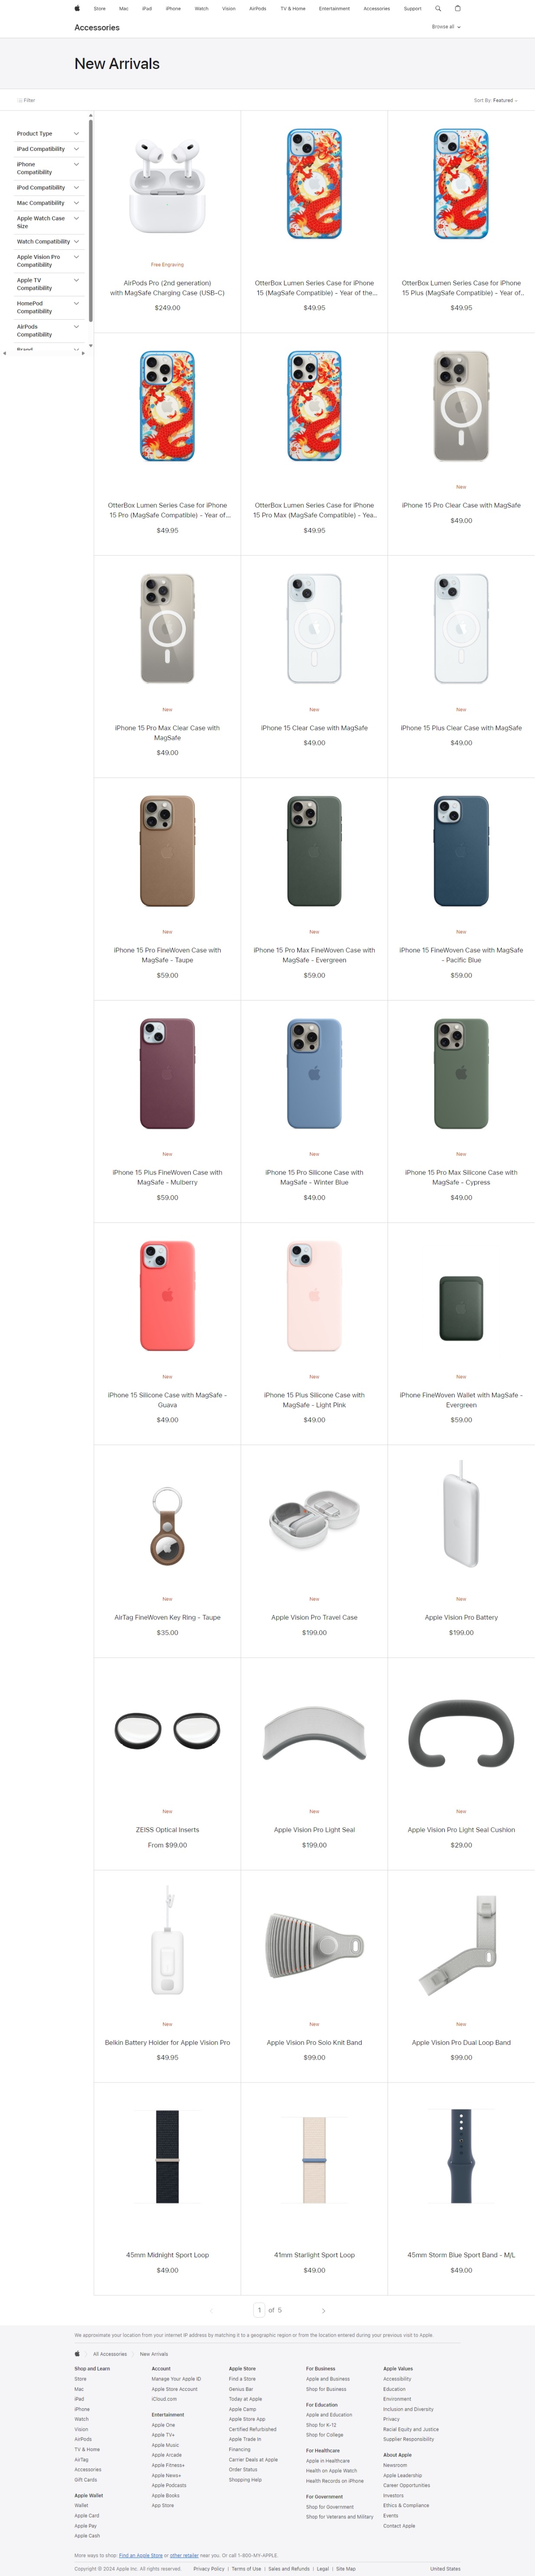 Store Mac iPad iPhone Watch Vision AirPods TV & Home Entertainment Accessories Support
Accessories
Browse all
New Arrivals
Filter
Sort By: Featured
Product Type
iPad Compatibility
iPhone
Compatibility
iPod Compatibility
Mac Compatibility
Apple Watch Case
Size
Watch Compatibility
Apple Vision Pro
Compatibility
Apple TV
Compatibility
HomePod
Compatibility
AirPods
Compatibility
Brand
Free Engraving
AirPods Pro (2nd generation)
with MagSafe Charging Case (USB-C)
$249.00
OtterBox Lumen Series Case for iPhone
15 (MagSafe Compatible) - Year of the...
$49.95
OtterBox Lumen Series Case for iPhone
15 Plus (MagSafe Compatible) - Year of..
$49.95
OtterBox Lumen Series Case for iPhone
15 Pro (MagSafe Compatible) - Year of...
$49.95
OtterBox Lumen Series Case for iPhone
15 Pro Max (MagSafe Compatible) - Yea..
$49.95
New
iPhone 15 Pro Clear Case with MagSafe
$49.00
New
iPhone 15 Pro Max Clear Case with
MagSafe
$49.00
New
iPhone 15 Clear Case with MagSafe
$49.00
New
iPhone 15 Plus Clear Case with MagSafe
$49.00
New
iPhone 15 Pro FineWoven Case with
MagSafe - Taupe
$59.00
New
iPhone 15 Pro Max FineWoven Case with
MagSafe - Evergreen
$59.00
New
iPhone 15 FineWoven Case with MagSafe
- Pacific Blue
$59.00
New
iPhone 15 Plus FineWoven Case with
MagSafe - Mulberry
$59.00
New
iPhone 15 Pro Silicone Case with
MagSafe - Winter Blue
$49.00
New
iPhone 15 Pro Max Silicone Case with
MagSafe - Cypress
$49.00
New
iPhone 15 Silicone Case with MagSafe -
Guava
$49.00
New
iPhone 15 Plus Silicone Case with
MagSafe - Light Pink
$49.00
New
iPhone FineWoven Wallet with MagSafe -
Evergreen
$59.00
New
AirTag FineWoven Key Ring - Taupe
$35.00
New
Apple Vision Pro Travel Case
$199.00
New
Apple Vision Pro Battery
$199.00
New
ZEISS Optical Inserts
From $99.00
New
Apple Vision Pro Light Seal
$199.00
New
Apple Vision Pro Light Seal Cushion
$29.00
New
Belkin Battery Holder for Apple Vision Pro
$49.95
New
Apple Vision Pro Solo Knit Band
$99.00
New
Apple Vision Pro Dual Loop Band
$99.00
45mm Midnight Sport Loop
$49.00
41mm Starlight Sport Loop
$49.00
45mm Storm Blue Sport Band - M/L
$49.00
1 of 5
We approximate your location from your internet IP address by matching it to a geographic region or from the location entered during your previous visit to Apple.
All Accessories New Arrivals
Shop and Learn
Store
Mac
iPad
iPhone
Watch
Vision
AirPods
TV & Home
AirTag
Accessories
Gift Cards
Apple Wallet
Wallet
Apple Card
Apple Pay
Apple Cash
Account
Manage Your Apple ID
Apple Store Account
iCloud.com
Entertainment
Apple One
Apple TV+
Apple Music
Apple Arcade
Apple Fitness+
Apple News+
Apple Podcasts
Apple Books
App Store
Apple Store
Find a Store
Genius Bar
Today at Apple
Apple Camp
Apple Store App
Certified Refurbished
Apple Trade In
Financing
Carrier Deals at Apple
Order Status
Shopping Help
For Business
Apple and Business
Shop for Business
For Education
Apple and Education
Shop for K-12
Shop for College
For Healthcare
Apple in Healthcare
Health on Apple Watch
Health Records on iPhone
For Government
Shop for Government
Shop for Veterans and Military
Apple Values
Accessibility
Education
Environment
Inclusion and Diversity
Privacy
Racial Equity and Justice
Supplier Responsibility
About Apple
Newsroom
Apple Leadership
Career Opportunities
Investors
Ethics & Compliance
Events
Contact Apple
More ways to shop: Find an Apple Store or other retailer near you. Or call 1-800-MY-APPLE.
Copyright © 2024 Apple Inc. All rights reserved. Privacy Policy | Terms of Use | Sales and Refunds | Legal | Site Map United States